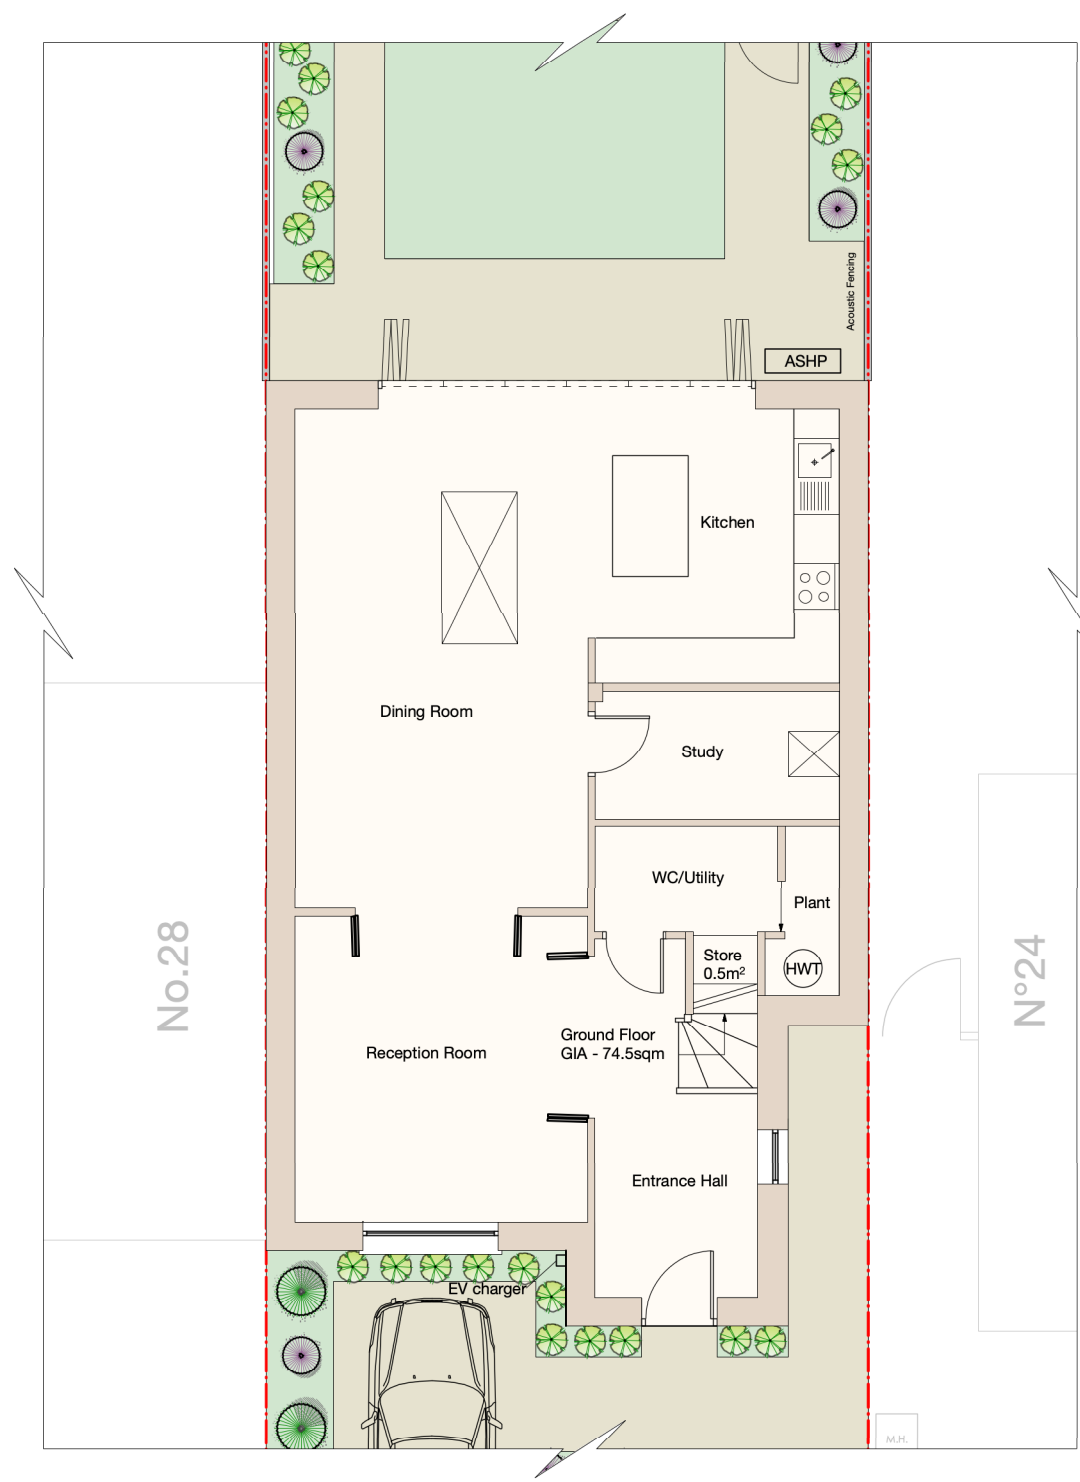 Acoustic Fencing
ASHP
Kitchen
Dining Room
Study
WC/Utility
Plant
Store
0.5m²
HWT
No.28
N°24
Ground Floor
GIA - 74.5sqm
Reception Room
Entrance Hall
EV charger
M.H.